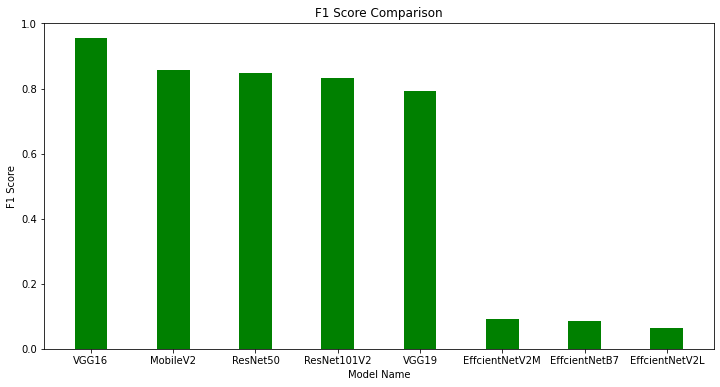 F1 Score Comparison
1.0
0.8
0.6
0.4
0.2
0.0
F1 Score
VGG16 MobileV2 ResNet50 ResNet101V2 VGG19 EffcientNetV2M EffcientNetB7 EffcientNetV2L
Model Name